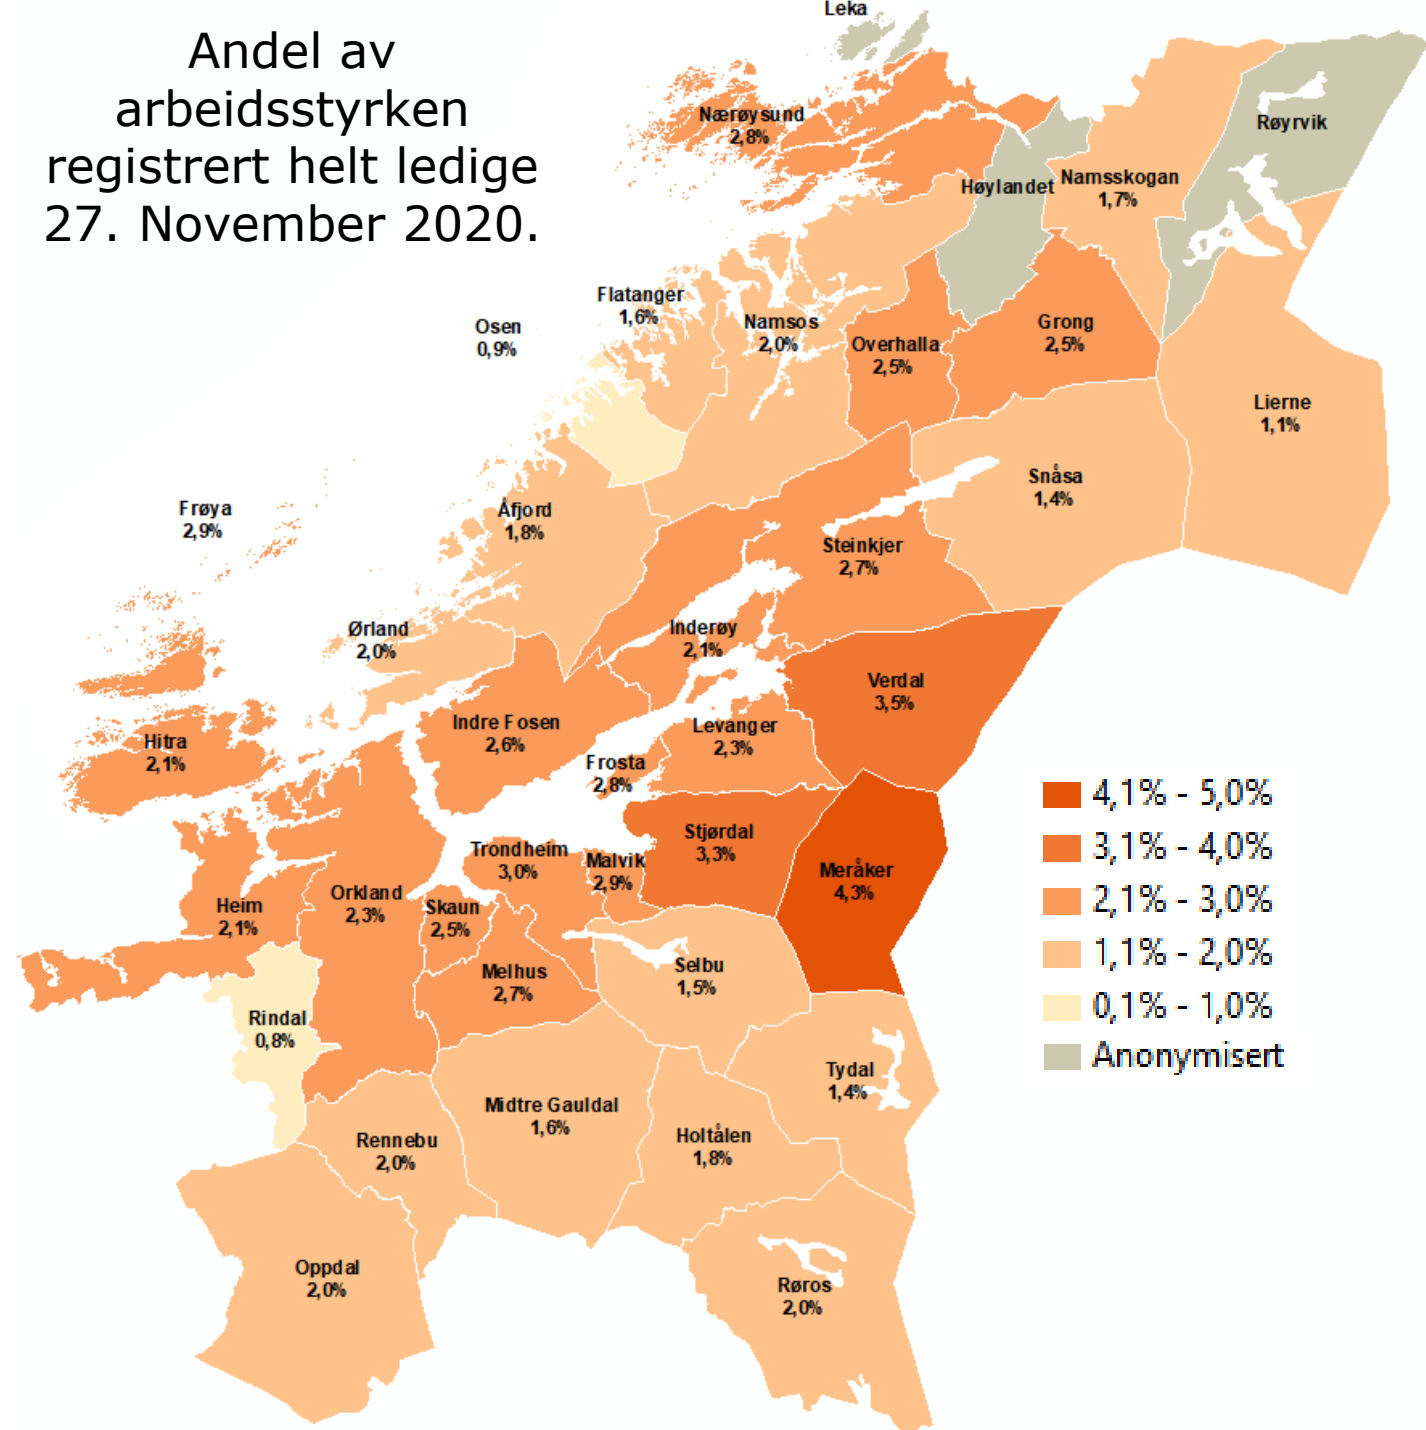 Andel av
arbeidsstyrken
registrert helt ledige
27. November 2020.
Leka
Nærøysund
2,8%
Røyrvik
Høylandet
Namsskogan
1,7%
Flatanger
1,6%
Osen
0,9%
Namsos
2,0%
Overhalla
2,5%
Grong
2,5%
Lierne
1,1%
Snåsa
1,4%
Frøya
2,9%
Åfjord
1,8%
Steinkjer
2,7%
Ørland
2,0%
Inderøy
2,1%
Verdal
3,5%
Hitra
2,1%
Indre Fosen
2,6%
Levanger
2,3%
Frosta
2,8%
Stjørdal
3,3%
Trondheim
3,0%
Malvik
2,9%
Meråker
4,3%
Heim
2,1%
Orkland
2,3%
Skaun
2,5%
Melhus
2,7%
Selbu
1,5%
Rindal
0,8%
Tydal
1,4%
Midtre Gauldal
1,6%
Rennebu
2,0%
Holtålen
1,8%
Oppdal
2,0%
Røros
2,0%
4,1% - 5,0%
3,1% - 4,0%
2,1% - 3,0%
1,1% - 2,0%
0,1% - 1,0%
Anonymisert